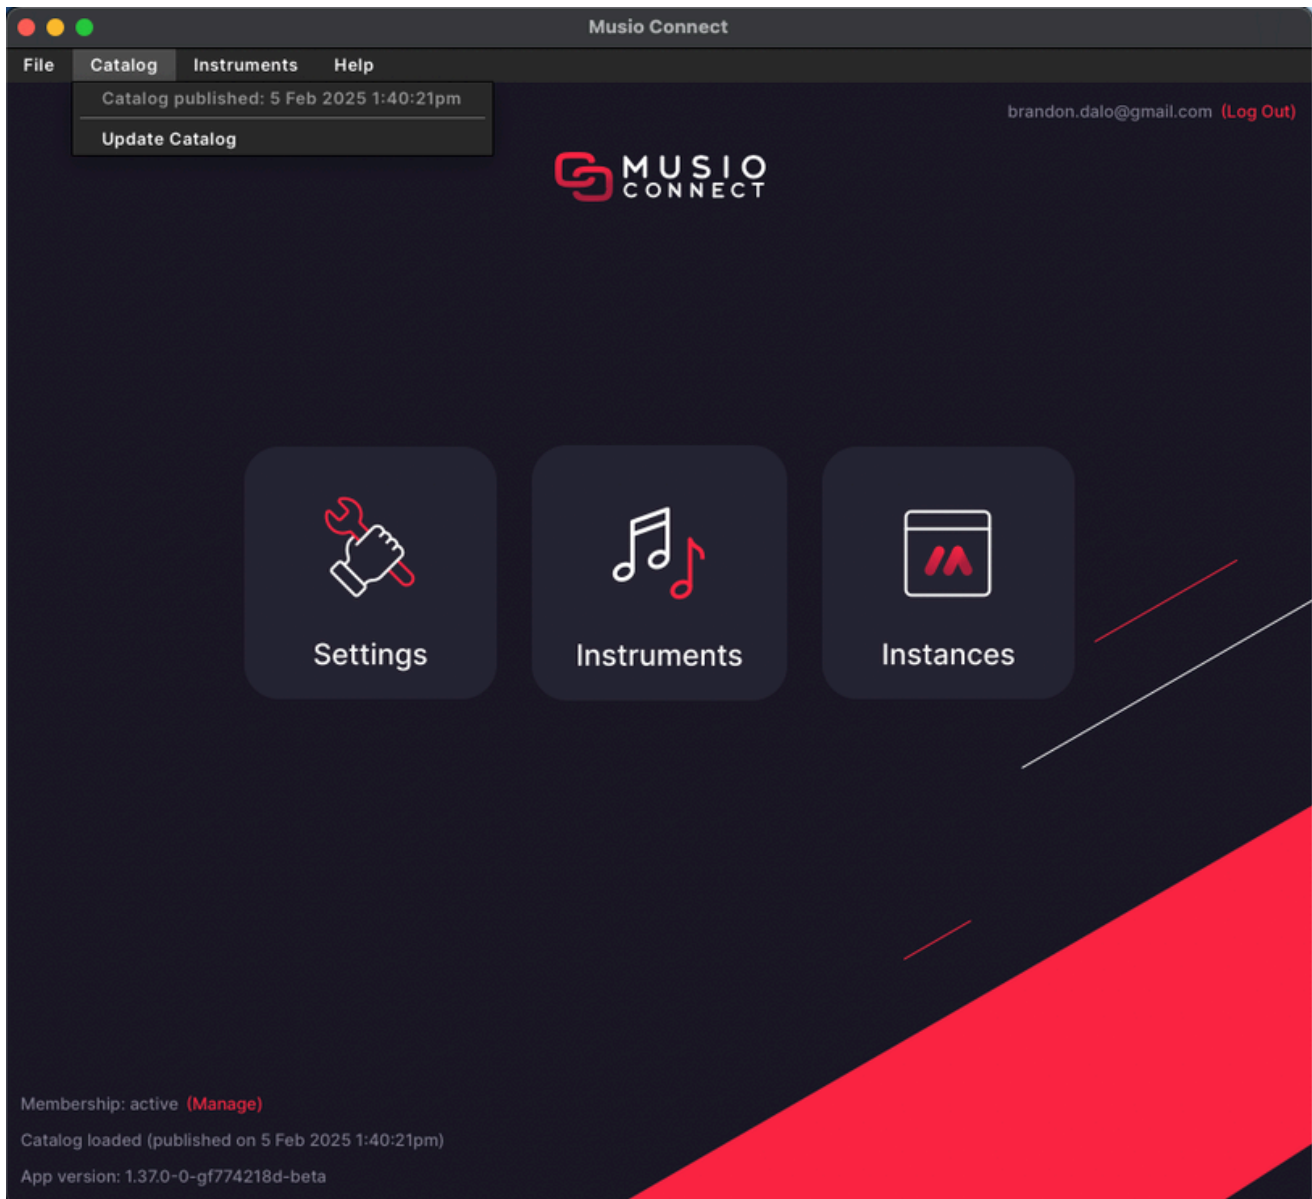 Musio Connect
File Catalog Instruments Help
Catalog published: 5 Feb 2025 1:40:21pm
Update Catalog
brandon.dalo@gmail.com (Log Out)
MUSIO
CONNECT
Settings Instruments Instances
Membership: active (Manage)
Catalog loaded (published on 5 Feb 2025 1:40:21pm)
App version: 1.37.0-0-gf774218d-beta